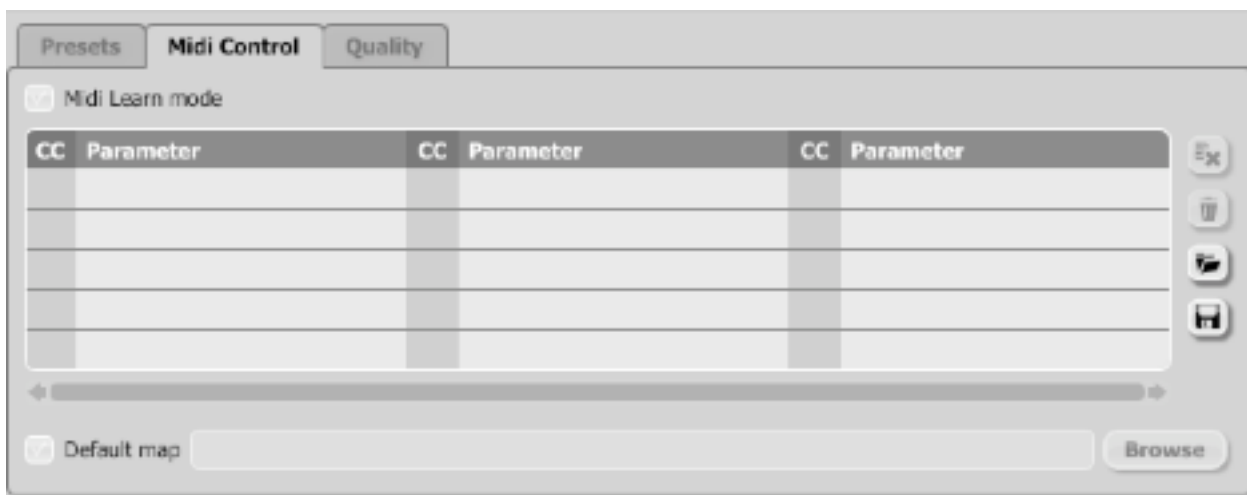 Presets Midi Control Quality
Midi Learn mode
CC Parameter CC Parameter CC Parameter
Default map Browse